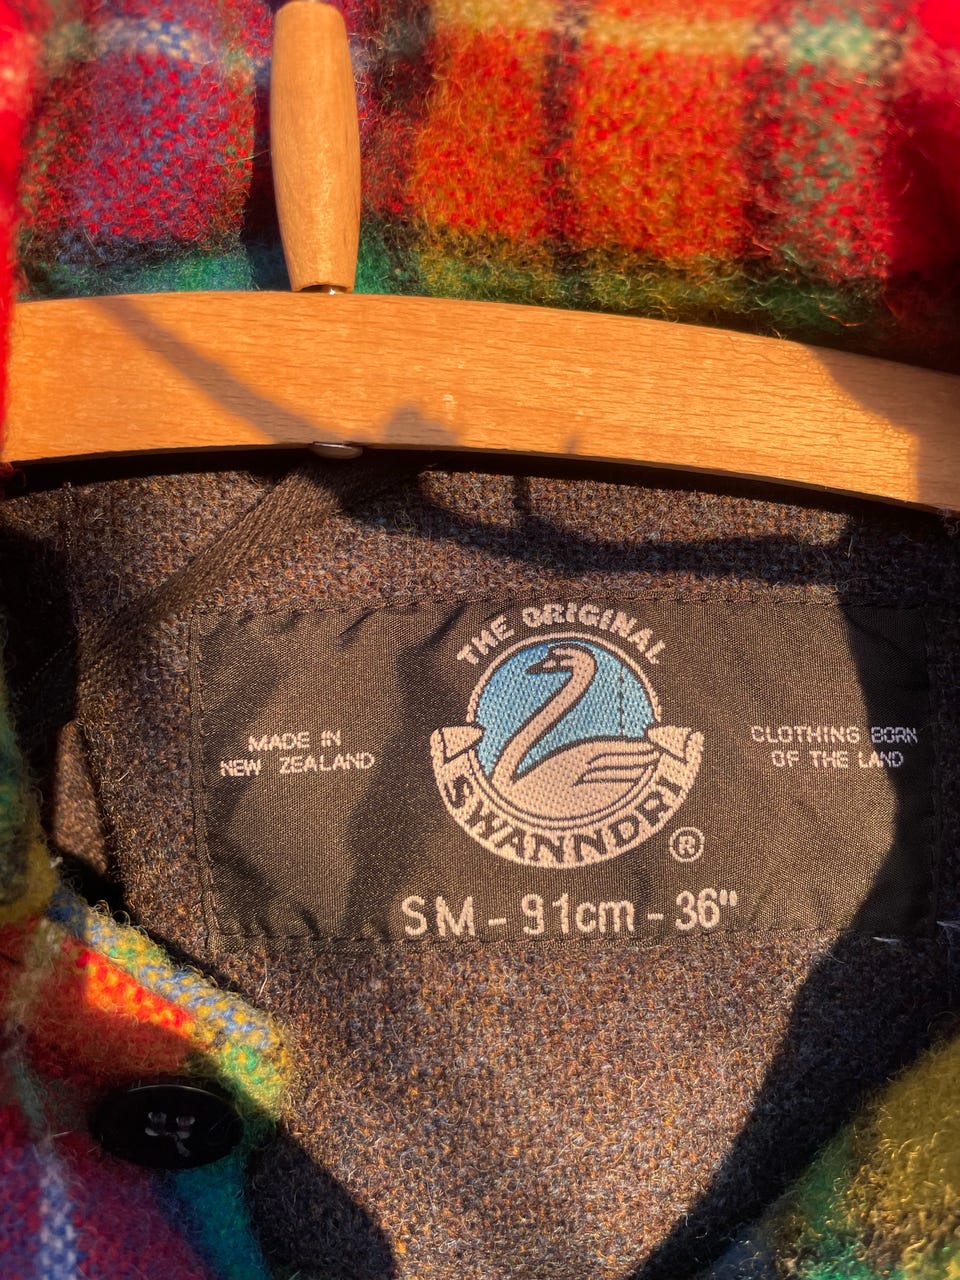 THE ORIGINAL
MADE IN
NEW ZEALAND
CLOTHING BORN
OF THE LAND
SWANNDRI
®
SM - 91cm - 36"